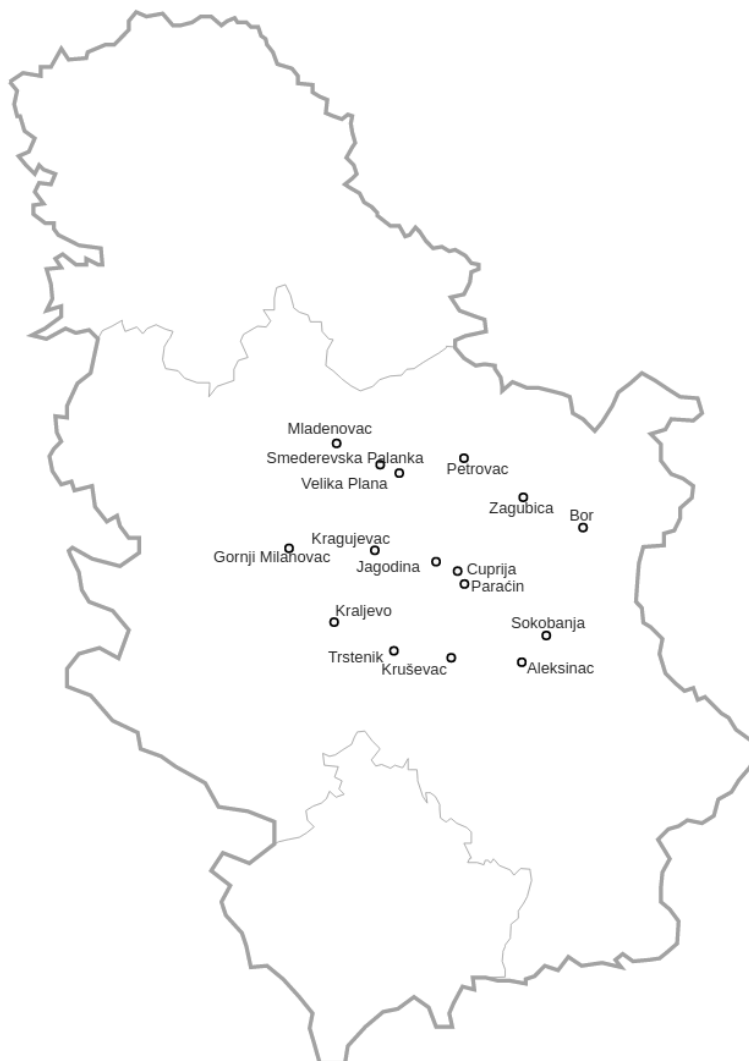 Mladenovac
Smederevska Palanka
Petrovac
Velika Plana
Zagubica
Bor
Kragujevac
Gornji Milanovac
Jagodina
Cuprija
Paraćin
Kraljevo
Sokobanja
Trstenik
Kruševac
Aleksinac